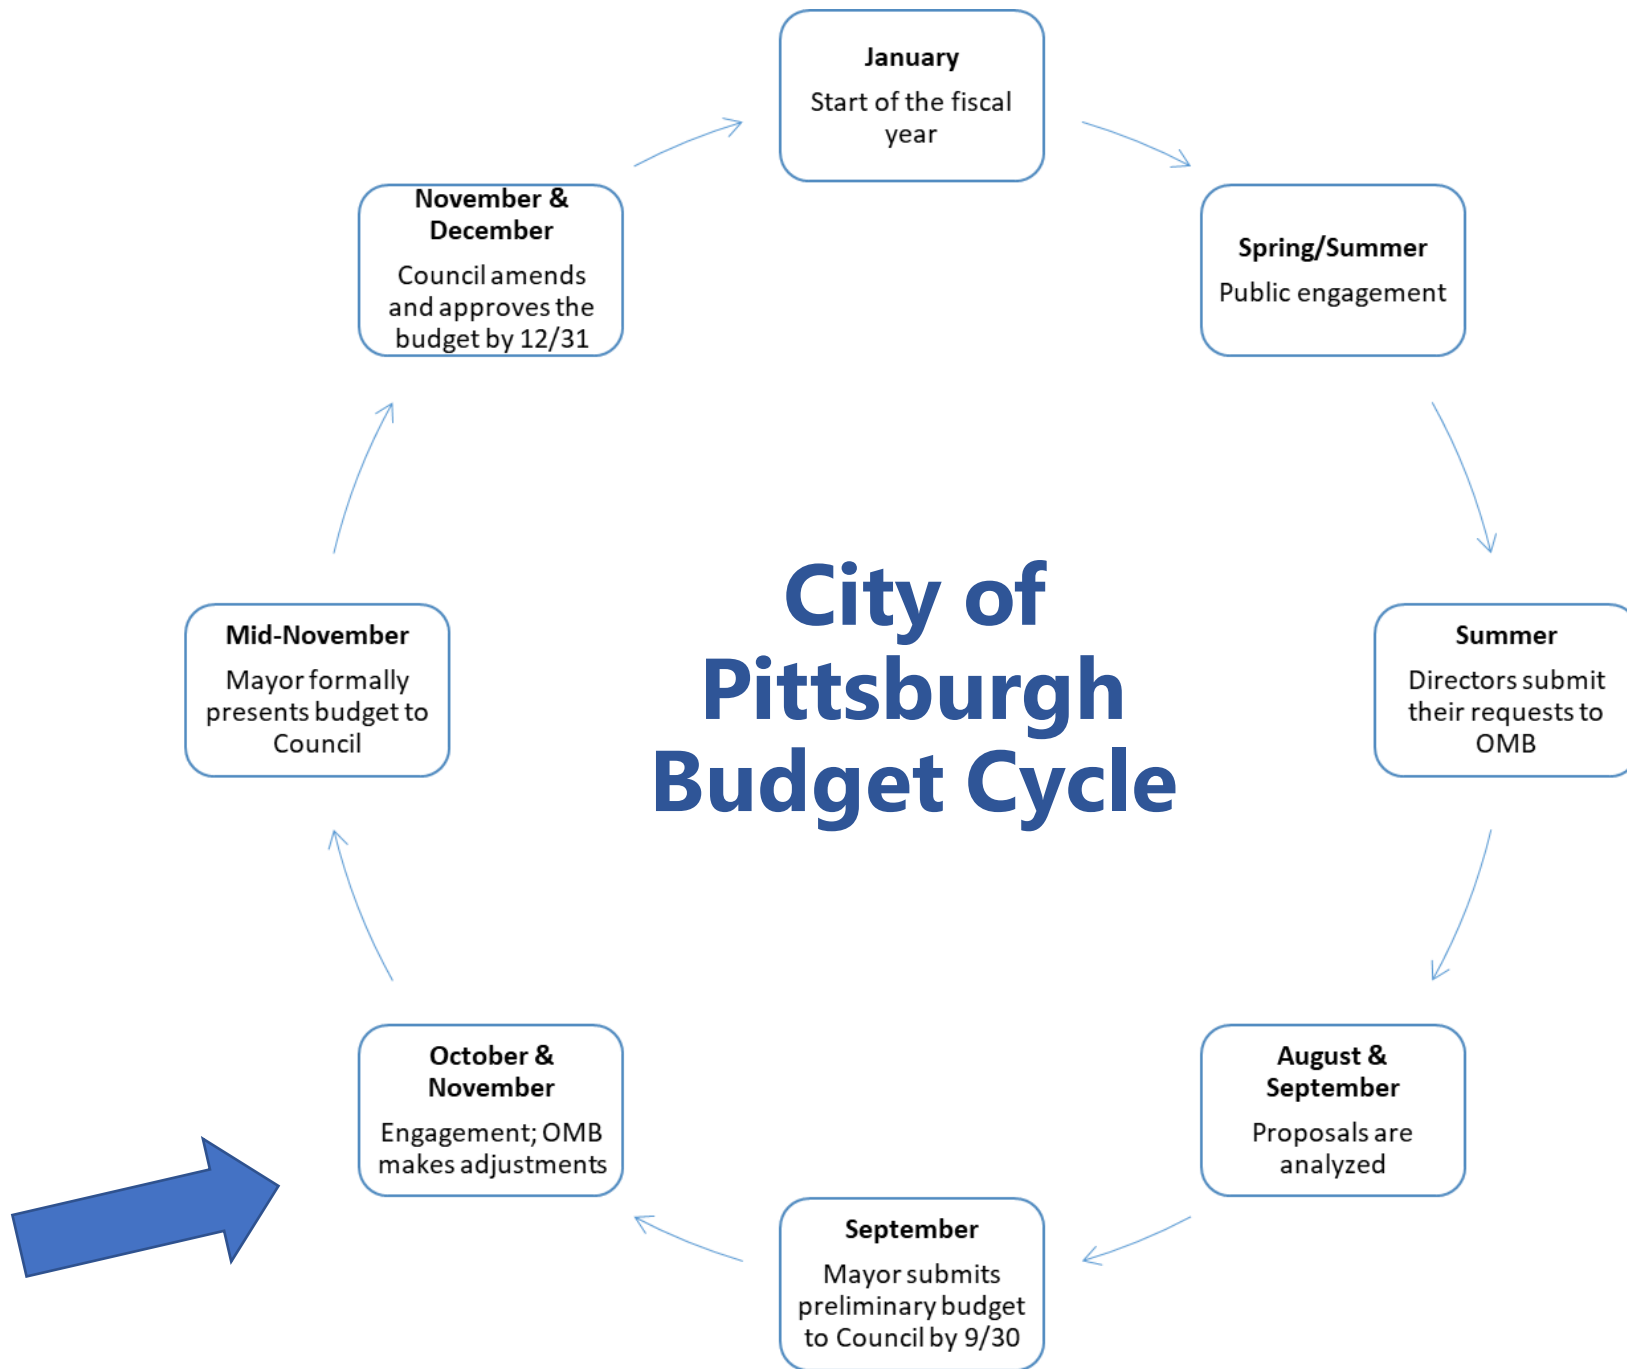 January
Start of the fiscal
year
Spring/Summer
Public engagement
Summer
Directors submit
their requests to
OMB
August &
September
Proposals are
analyzed
September
Mayor submits
preliminary budget
to Council by 9/30
October &
November
Engagement; OMB
makes adjustments
Mid-November
Mayor formally
presents budget to
Council
November &
December
Council amends
and approves the
budget by 12/31
City of
Pittsburgh
Budget Cycle